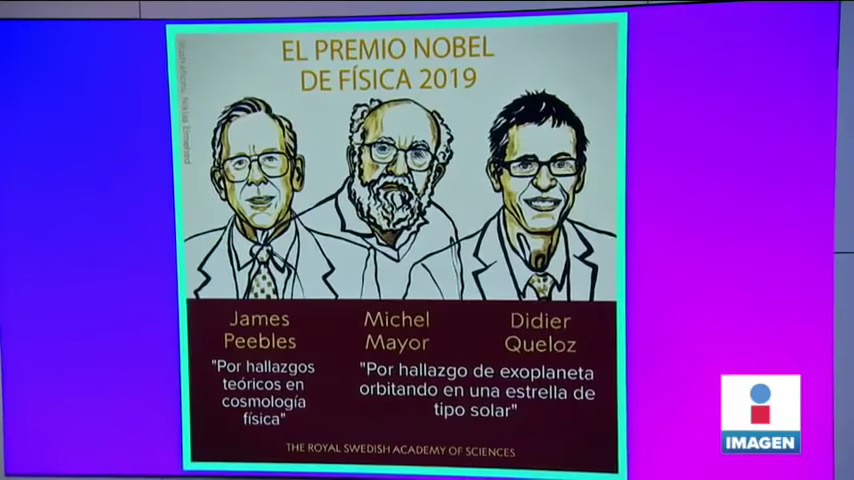 EL PREMIO NOBEL
DE FÍSICA 2019
James
Peebles
Michel
Mayor
Didier
Queloz
"Por hallazgos
teóricos en
cosmología
física"
"Por hallazgo de exoplaneta
orbitando en una estrella de
tipo solar"
THE ROYAL SWEDISH ACADEMY OF SCIENCES
IMAGEN